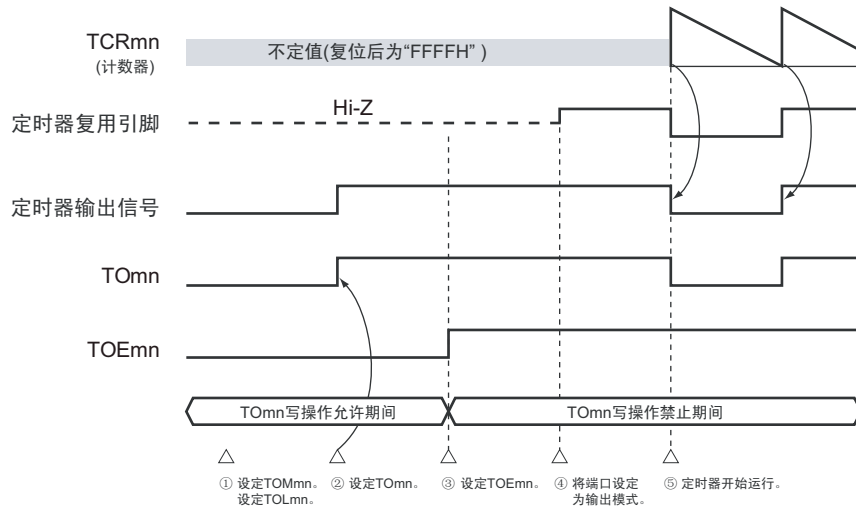 TCRmn
(计数器)
不定值(复位后为“FFFFH” )
定时器复用引脚
Hi-Z
定时器输出信号
TOmn
TOEmn
TOmn写操作允许期间
TOmn写操作禁止期间
① 设定TOMmn。
设定TOLmn。
② 设定TOmn。
③ 设定TOEmn。
④ 将端口设定
为输出模式。
⑤ 定时器开始运行。